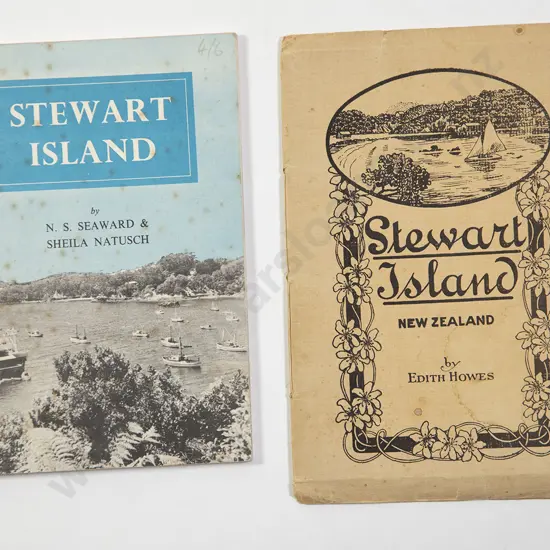 4/6
STEWART
ISLAND
by
N. S. SEAWARD &
SHEILA NATUSCH
Stewart
Island
NEW ZEALAND
by
EDITH HOWES